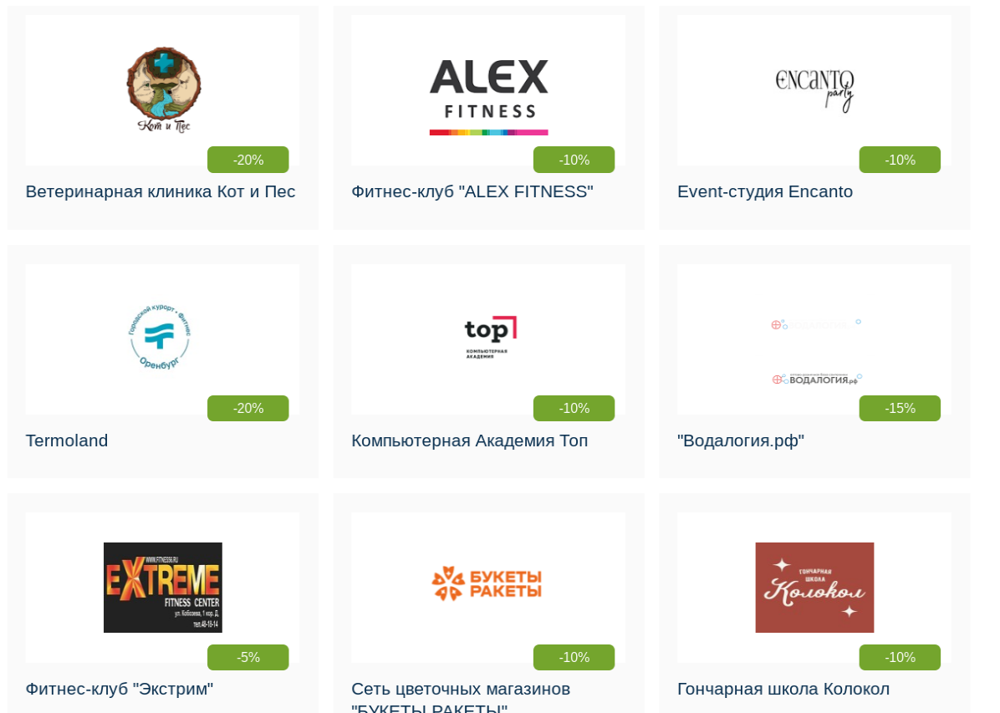 Кот и Пес
-20%
Ветеринарная клиника Кот и Пес
ALEX
FITNESS
-10%
Фитнес-клуб "ALEX FITNESS"
ENCANTO
party
-10%
Event-студия Encanto
Городской курорт • Фитнес
Оренбург
-20%
Termoland
top
КОМПЬЮТЕРНАЯ
АКАДЕМИЯ
-10%
Компьютерная Академия Топ
ВОДАЛОГИЯ.рф
-15%
"Водалогия.рф"
WWW.FITNESS56.RU
EXTREME
FITNESS CENTER
ул. Кобозева, 1 кор. Д,
тел.48-18-14
-5%
Фитнес-клуб "Экстрим"
БУКЕТЫ
РАКЕТЫ
-10%
Сеть цветочных магазинов
"БУКЕТЫ РАКЕТЫ"
ГОНЧАРНАЯ
ШКОЛА
Колокол
-10%
Гончарная школа Колокол